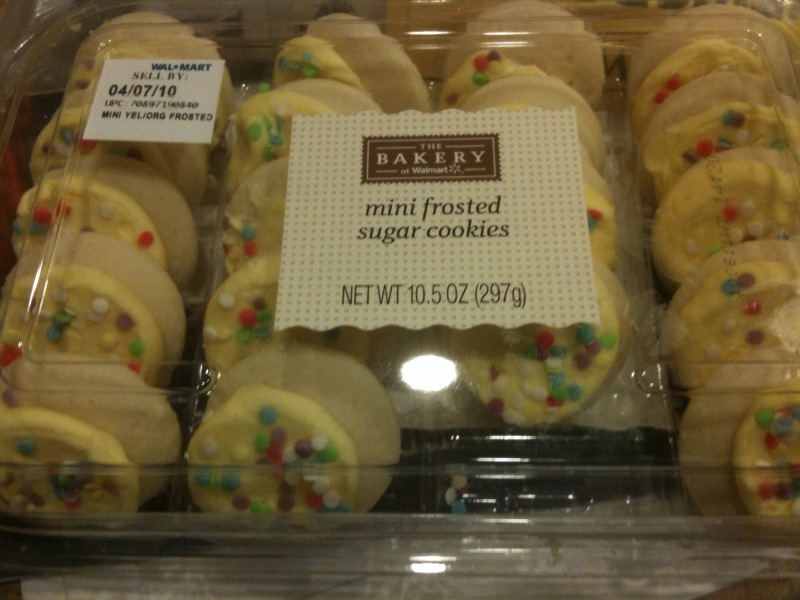 WAL★MART
SELL BY:
04/07/10
UPC: 70897190840
MINI YEL/ORG FROSTED
THE
BAKERY
at Walmart
mini frosted
sugar cookies
NET WT 10.5 OZ (297g)